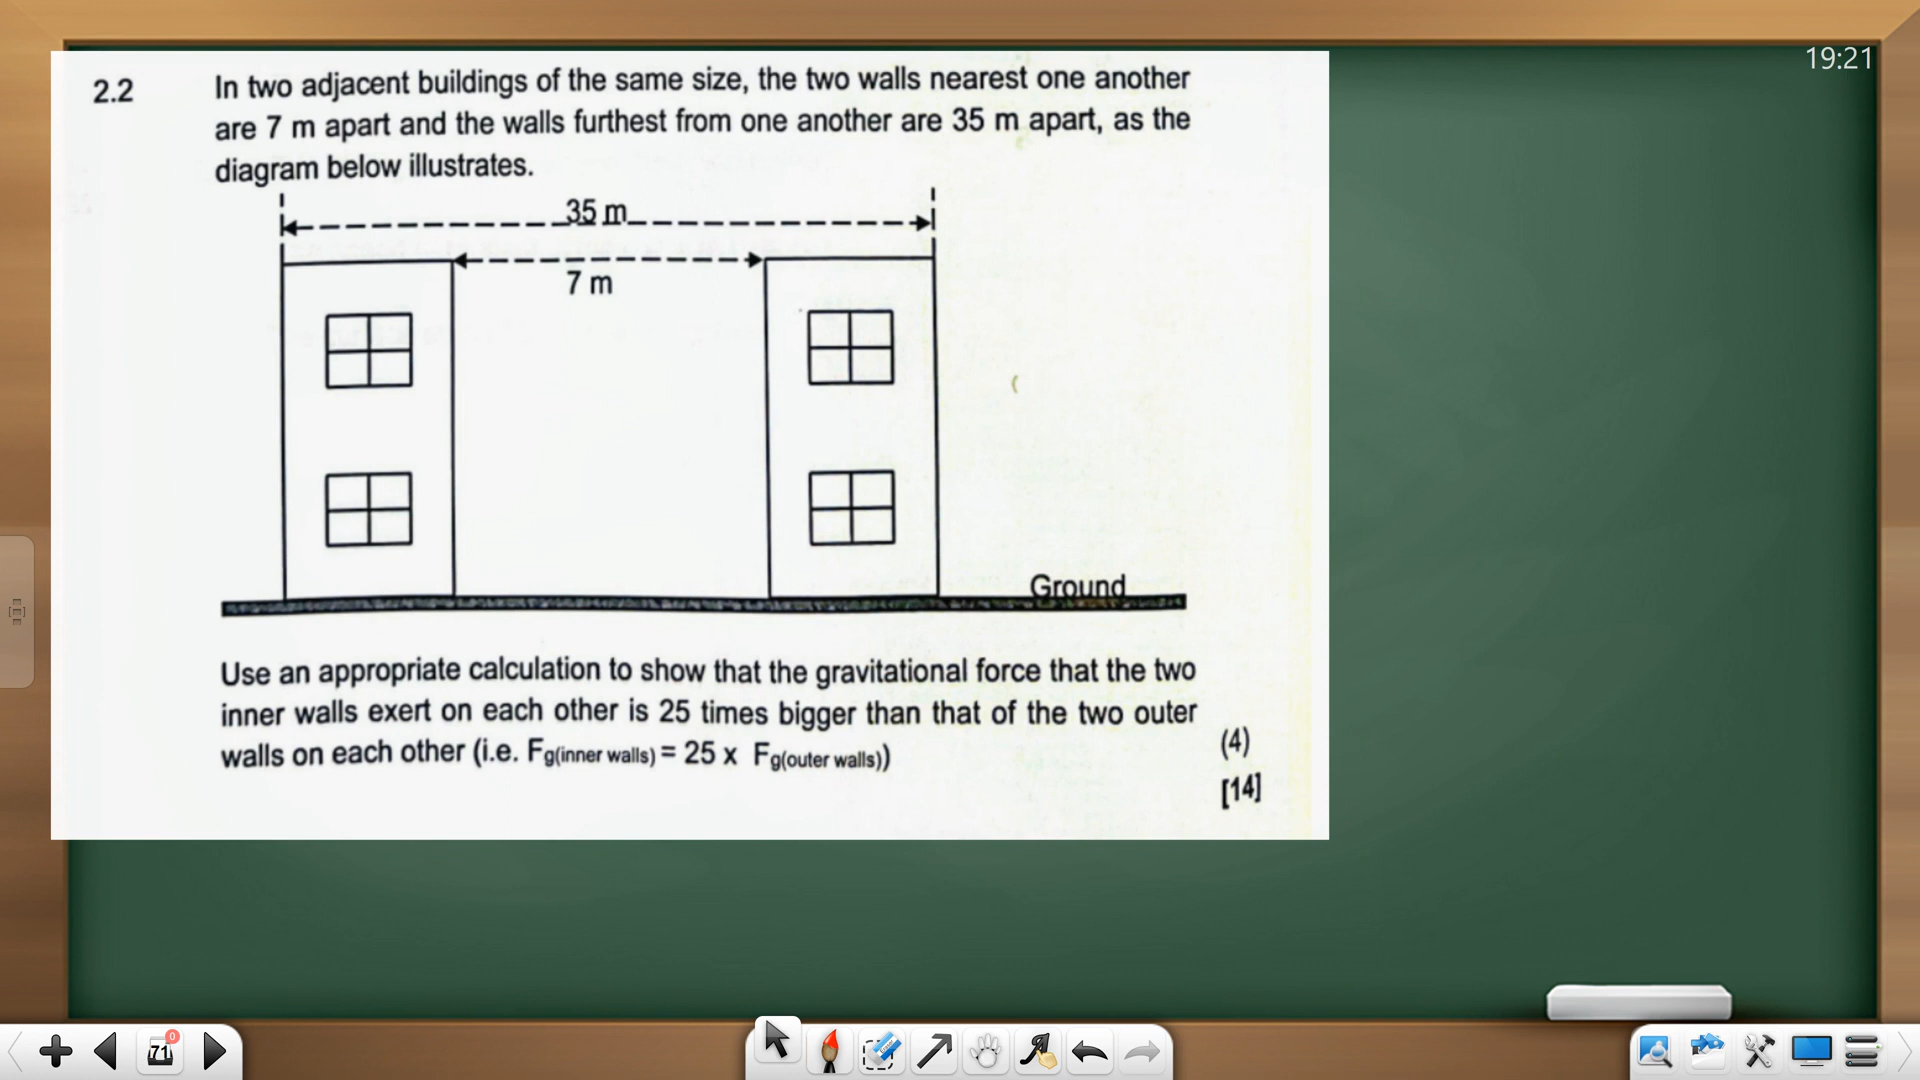 19:21
2.2 In two adjacent buildings of the same size, the two walls nearest one another
are 7 m apart and the walls furthest from one another are 35 m apart, as the
diagram below illustrates.
35 m
7 m
Ground
Use an appropriate calculation to show that the gravitational force that the two
inner walls exert on each other is 25 times bigger than that of the two outer
walls on each other (i.e. Fg(inner walls) = 25 x Fg(outer walls))
(4)
[14]
71
0